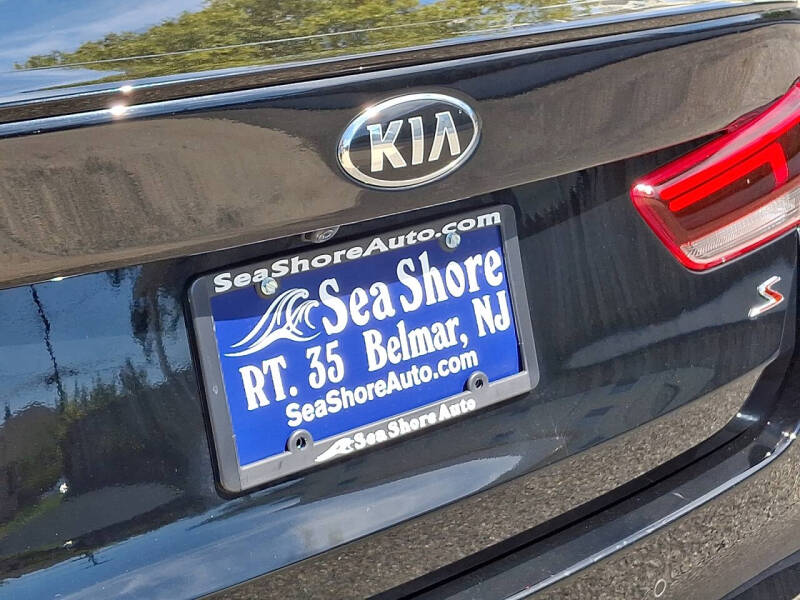 KIA
SeaShoreAuto.com
Sea Shore
RT. 35 Belmar, NJ
SeaShoreAuto.com
Sea Shore Auto
S